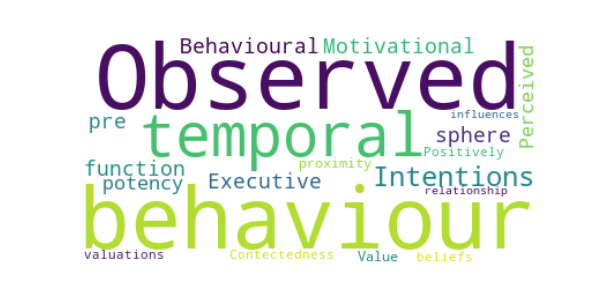 Behavioural Motivational
Observed
Perceived
pre
temporal
influences
sphere
Positively
proximity
function
potency
Executive
Intentions
relationship
behaviour
valuations
Contectedness
Value
beliefs